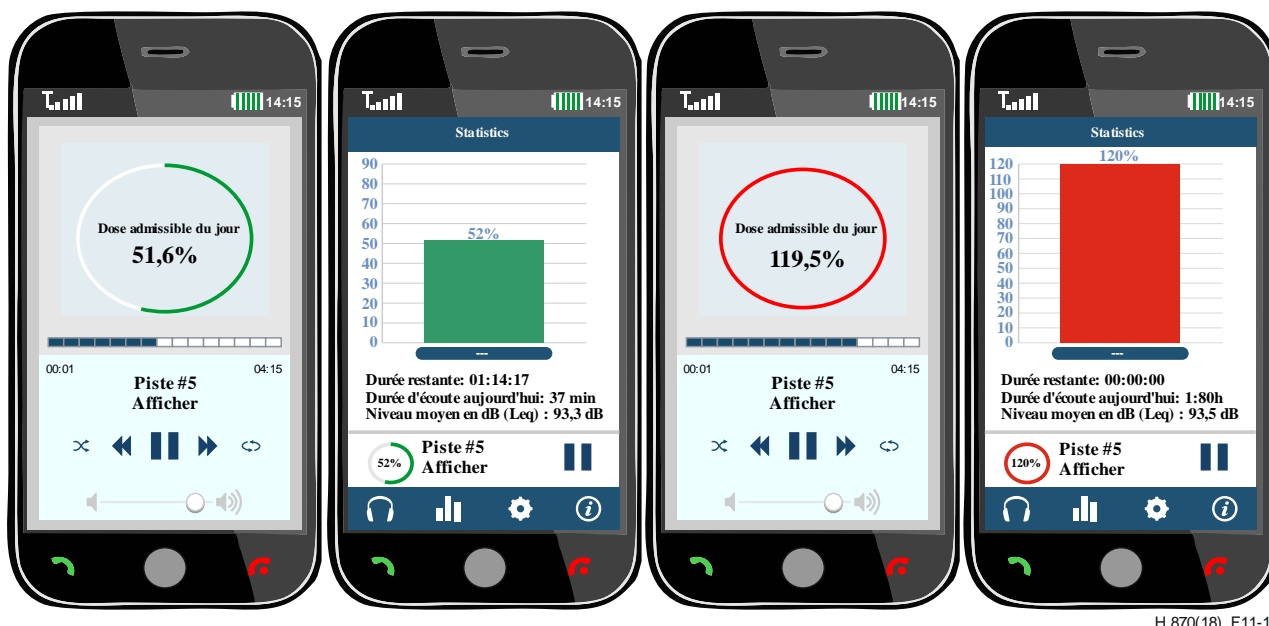 14:15
Dose admissible du jour
51,6%
00:01 04:15
Piste #5
Afficher
14:15
Statistics
90
80
70
60
50
40
30
20
10
0
52%
---
Durée restante: 01:14:17
Durée d'écoute aujourd'hui: 37 min
Niveau moyen en dB (Leq) : 93,3 dB
52%
Piste #5
Afficher
i
14:15
Dose admissible du jour
119,5%
00:01 04:15
Piste #5
Afficher
14:15
Statistics
120%
120
110
100
90
80
70
60
50
40
30
20
10
0
---
Durée restante: 00:00:00
Durée d'écoute aujourd'hui: 1:80h
Niveau moyen en dB (Leq) : 93,5 dB
120%
Piste #5
Afficher
i
H.870(18)_F11-1